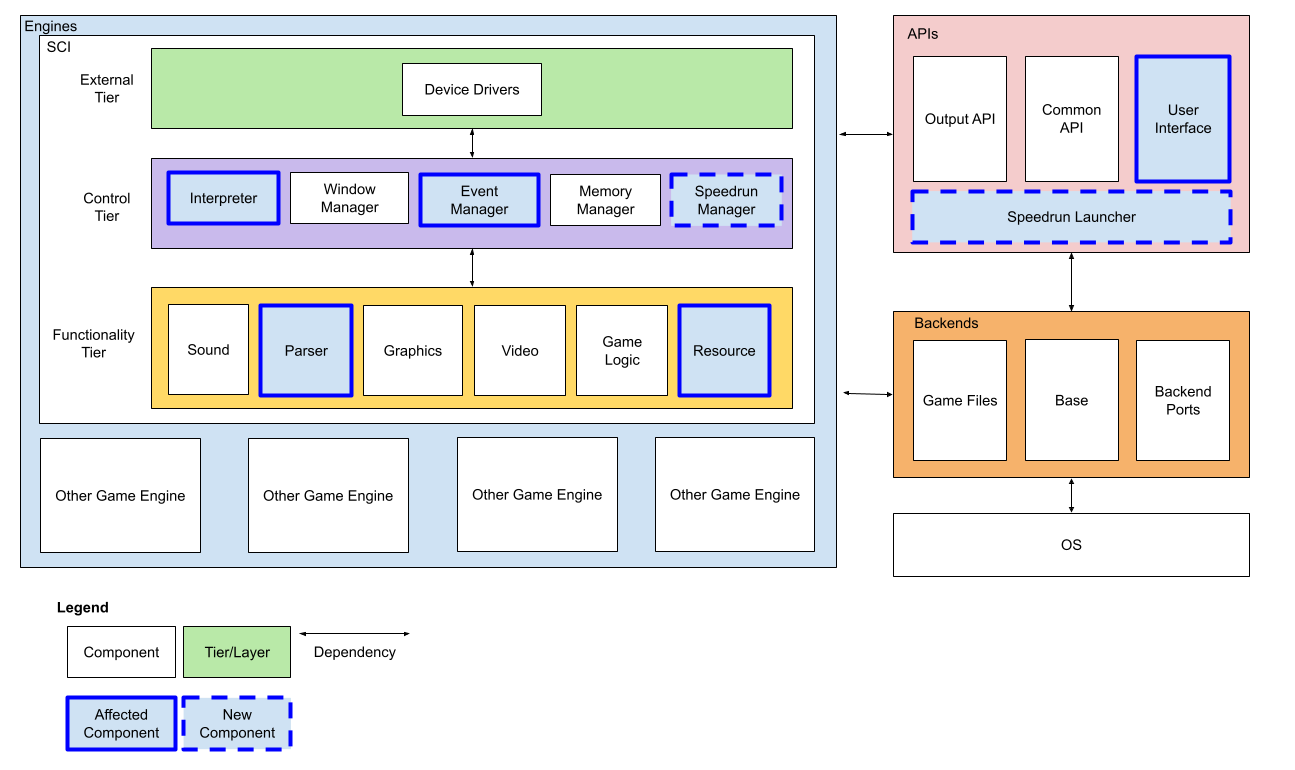 Engines
SCI
External
Tier
Device Drivers
Control
Tier
Interpreter
Window
Manager
Event
Manager
Memory
Manager
Speedrun
Manager
Functionality
Tier
Sound
Parser
Graphics
Video
Game
Logic
Resource
Other Game Engine
Other Game Engine
Other Game Engine
Other Game Engine
APIs
Output API
Common
API
User
Interface
Speedrun Launcher
Backends
Game Files
Base
Backend
Ports
OS
Legend
Component
Tier/Layer
Dependency
Affected
Component
New
Component